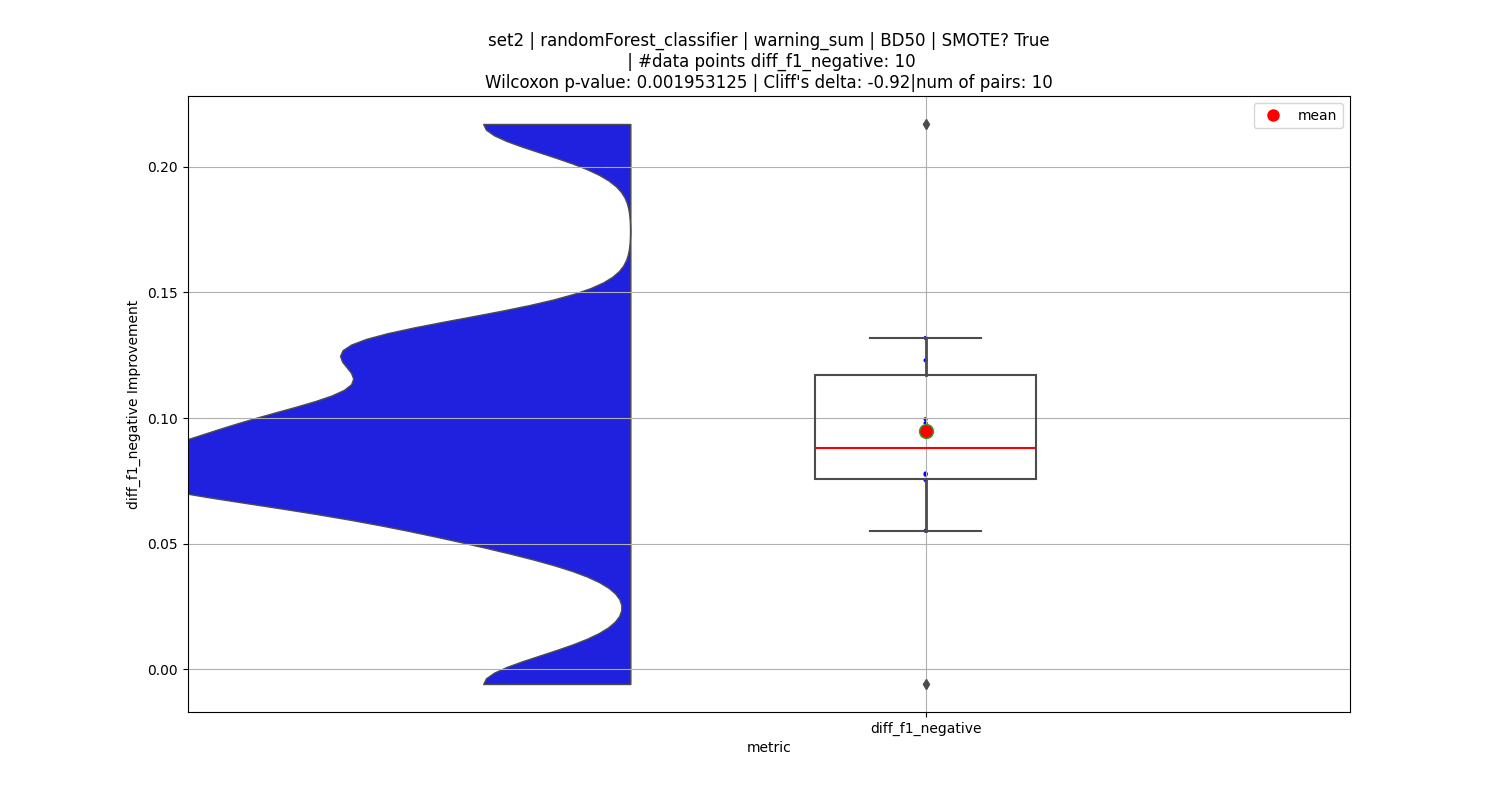 set2 | randomForest_classifier | warning_sum | BD50 | SMOTE? True
| #data points diff_f1_negative: 10
Wilcoxon p-value: 0.001953125 | Cliff's delta: -0.92|num of pairs: 10
mean
0.20
0.15
0.10
0.05
0.00
diff_f1_negative Improvement
diff_f1_negative
metric